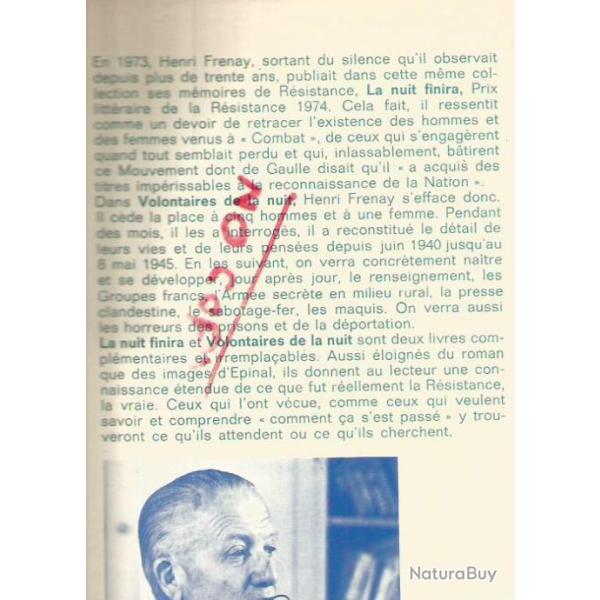 En 1973, Henri Frenay, sortant du silence qu'il observait
depuis plus de trente ans, publiait dans cette même col-
lection ses mémoires de Résistance, La nuit finira, Prix
littéraire de la Résistance 1974. Cela fait, il ressentit
comme un devoir de retracer l'existence des hommes et
des femmes venus à « Combat », de ceux qui s'engagèrent
quand tout semblait perdu et qui, inlassablement, bâtirent
ce Mouvement dont de Gaulle disait qu'il « a acquis des
titres impérissables à la reconnaissance de la Nation ».
Dans Volontaires de la nuit, Henri Frenay s'efface donc.
Il cède la place à cinq hommes et à une femme. Pendant
des mois, il les a interrogés, il a reconstitué le détail de
leurs vies et de leurs pensées depuis juin 1940 jusqu'au
8 mai 1945. En les suivant, on verra concrètement naître
et se développer jour après jour, le renseignement, les
Groupes francs, l'Armée secrète en milieu rural, la presse
clandestine, le sabotage-fer, les maquis. On verra aussi
les horreurs des prisons et de la déportation.
La nuit finira et Volontaires de la nuit sont deux livres com-
plémentaires et irremplaçables. Aussi éloignés du roman
que des images d'Epinal, ils donnent au lecteur une con-
naissance étendue de ce que fut réellement la Résistance,
la vraie. Ceux qui l'ont vécue, comme ceux qui veulent
savoir et comprendre « comment ça s'est passé » y trou-
veront ce qu'ils attendent ou ce qu'ils cherchent.
NO COPY
NaturaBuy